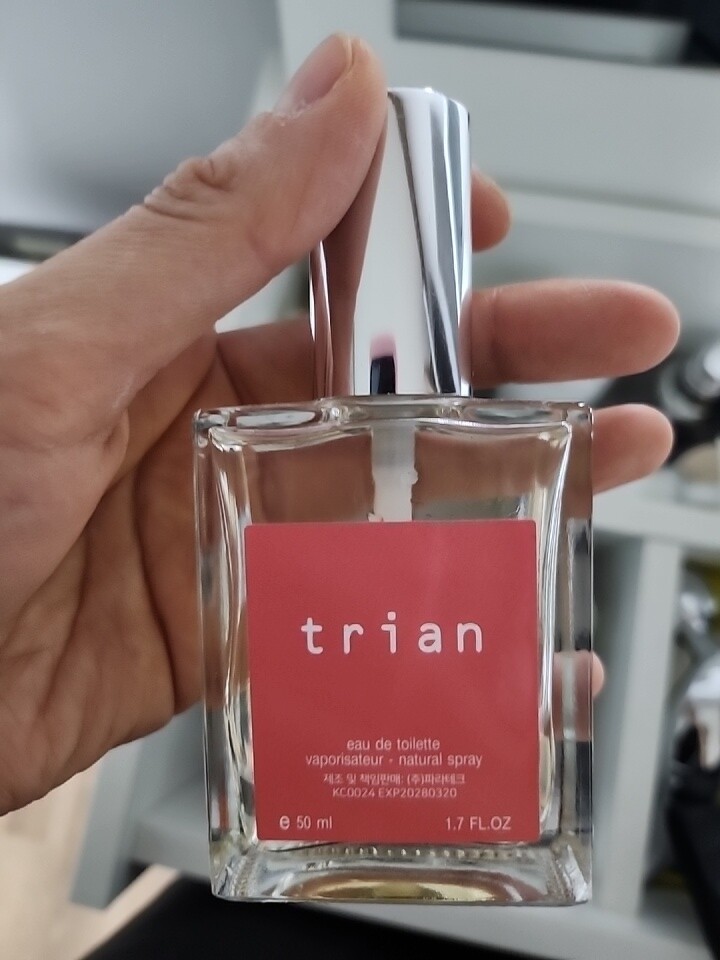 trian
eau de toilette
vaporisateur - natural spray
제조 및 책임판매: (주)파라테크
KC0024 EXP20280320
e 50 ml 1.7 FL.OZ